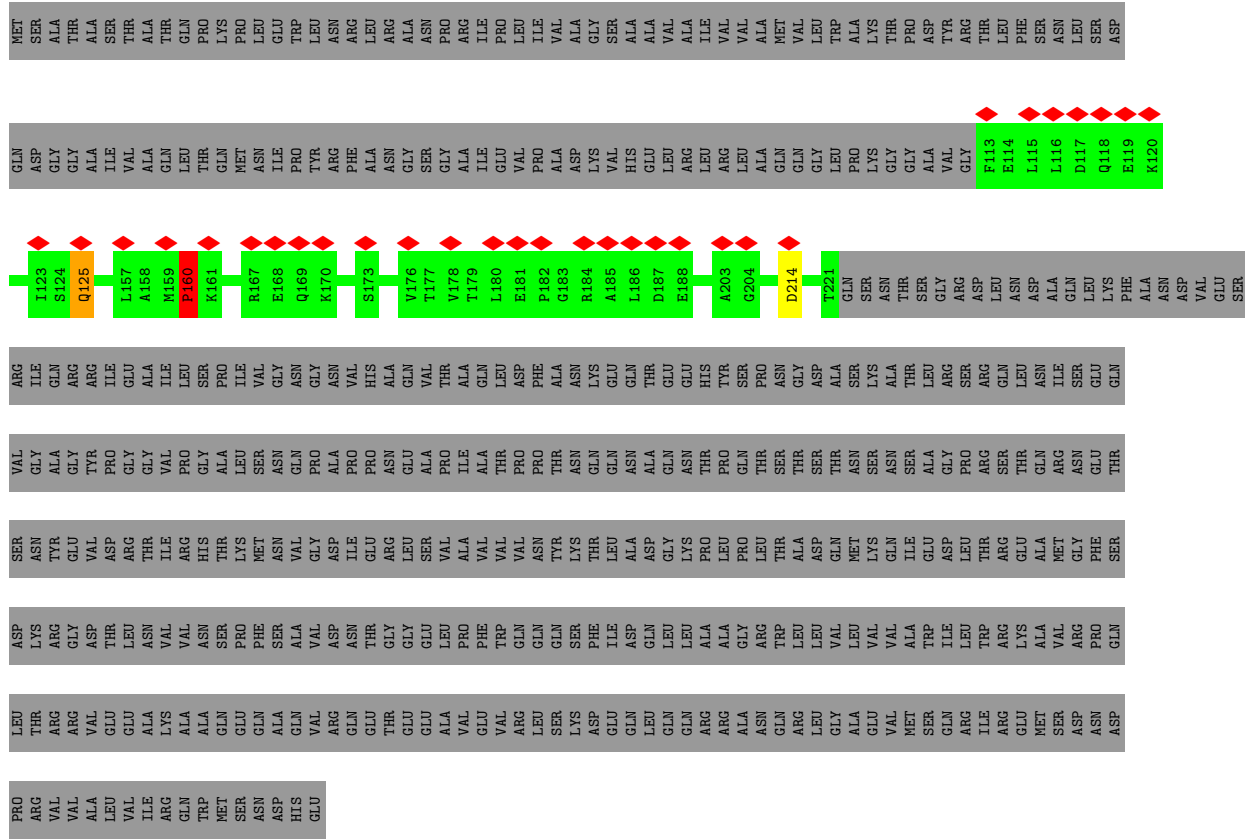 MET SER ALA THR ALA SER THR ALA THR GLN PRO LYS PRO LEU GLU TRP LEU ASN ARG LEU ARG ALA ASN PRO ARG ILE PRO LEU ILE VAL ALA GLY SER ALA ALA VAL ALA ILE VAL VAL ALA MET VAL LEU TRP ALA LYS THR PRO ASP TYR ARG THR LEU PHE SER ASN LEU SER ASP
GLN ASP GLY GLY ALA ILE VAL ALA GLN LEU THR GLN MET ASN ILE PRO TYR ARG PHE ALA ASN GLY SER GLY ALA ILE GLU VAL PRO ALA ASP LYS VAL HIS GLU LEU ARG LEU ARG LEU ALA GLN GLN GLY LEU PRO LYS GLY GLY ALA VAL GLY F113 E114 L115 L116 D117 Q118 E119 K120
I123 S124 Q125 L157 A158 M159 P160 K161 R167 E168 Q169 K170 S173 V176 T177 V178 T179 L180 E181 P182 G183 R184 A185 L186 D187 E188 A203 G204 D214 T221 GLN SER ASN THR SER GLY ARG ASP LEU ASN ASP ALA GLN LEU LYS PHE ALA ASN ASP VAL GLU SER
ARG ILE GLN ARG ARG ILE GLU ALA ILE LEU SER PRO ILE VAL GLY ASN GLY ASN VAL HIS ALA GLN VAL THR ALA GLN LEU ASP PHE ALA ASN LYS GLU GLN THR GLU GLU HIS TYR SER PRO ASN GLY ASP ALA SER LYS ALA THR LEU ARG SER ARG GLN LEU ASN ILE SER GLU GLN
VAL GLY ALA GLY TYR PRO GLY GLY VAL PRO GLY ALA LEU SER ASN GLN PRO ALA PRO PRO ASN GLU ALA PRO ILE ALA THR PRO PRO THR ASN GLN GLN ASN ALA GLN ASN THR PRO GLN THR SER THR SER THR ASN SER ASN SER ALA GLY PRO ARG SER THR GLN ARG ASN GLU THR
SER ASN TYR GLU VAL ASP ARG THR ILE ARG HIS THR LYS MET ASN VAL GLY ASP ILE GLU ARG LEU SER VAL ALA VAL VAL VAL ASN TYR LYS THR LEU ALA ASP GLY LYS PRO LEU PRO LEU THR ALA ASP GLN MET LYS GLN ILE GLU ASP LEU THR ARG GLU ALA MET GLY PHE SER
ASP LYS ARG GLY ASP THR LEU ASN VAL VAL ASN SER PRO PHE SER ALA VAL ASP ASN THR GLY GLY GLU LEU PRO PHE TRP GLN GLN GLN SER PHE ILE ASP GLN LEU LEU ALA ALA GLY ARG TRP LEU LEU VAL LEU VAL VAL ALA TRP ILE LEU TRP ARG LYS ALA VAL ARG PRO GLN
LEU THR ARG ARG VAL GLU GLU ALA LYS ALA ALA GLN GLU GLN ALA GLN VAL ARG GLN GLU THR GLU GLU ALA VAL GLU VAL ARG LEU SER LYS ASP GLU GLN LEU GLN GLN ARG ARG ALA ASN GLN ARG LEU GLY ALA GLU VAL MET SER GLN ARG ILE ARG GLU MET SER ASP ASN ASP
PRO ARG VAL VAL ALA LEU VAL ILE ARG GLN TRP MET SER ASN ASP HIS GLU